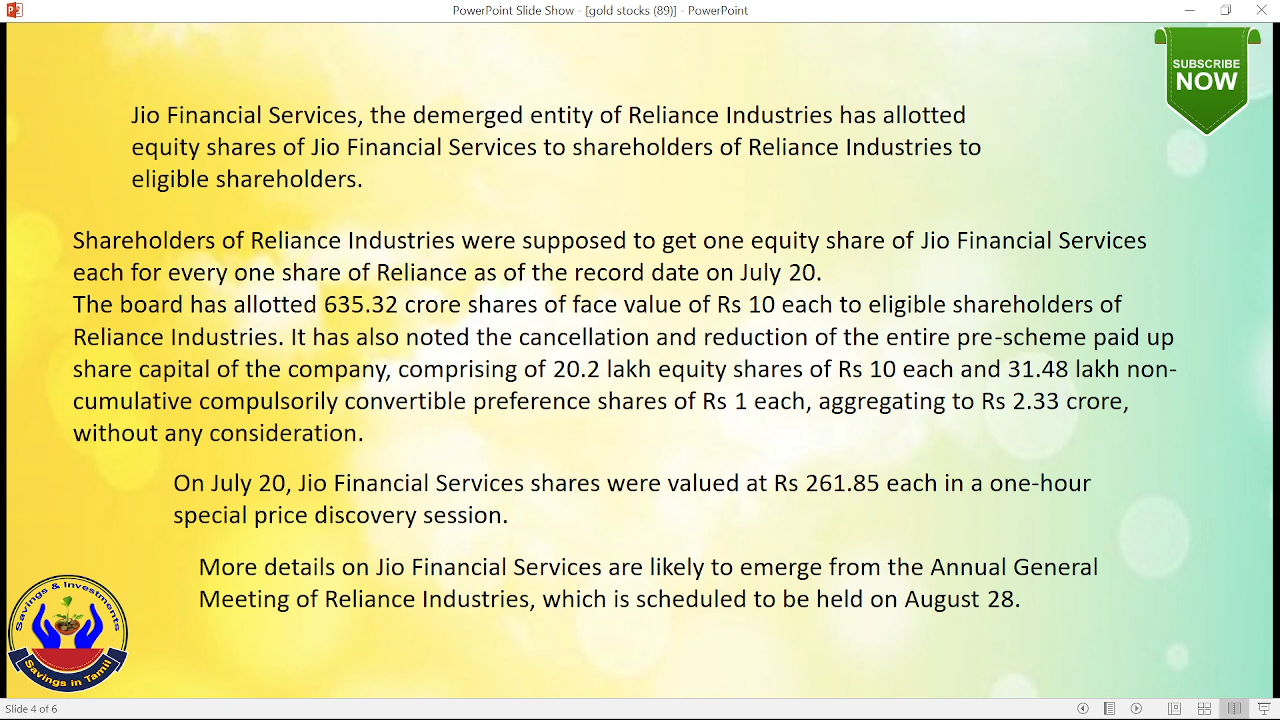 PowerPoint Slide Show - [gold stocks (89)] - PowerPoint
SUBSCRIBE
NOW
Jio Financial Services, the demerged entity of Reliance Industries has allotted
equity shares of Jio Financial Services to shareholders of Reliance Industries to
eligible shareholders.
Shareholders of Reliance Industries were supposed to get one equity share of Jio Financial Services
each for every one share of Reliance as of the record date on July 20.
The board has allotted 635.32 crore shares of face value of Rs 10 each to eligible shareholders of
Reliance Industries. It has also noted the cancellation and reduction of the entire pre-scheme paid up
share capital of the company, comprising of 20.2 lakh equity shares of Rs 10 each and 31.48 lakh non-
cumulative compulsorily convertible preference shares of Rs 1 each, aggregating to Rs 2.33 crore,
without any consideration.
On July 20, Jio Financial Services shares were valued at Rs 261.85 each in a one-hour
special price discovery session.
More details on Jio Financial Services are likely to emerge from the Annual General
Meeting of Reliance Industries, which is scheduled to be held on August 28.
Savings & Investments
Savings in Tamil
Slide 4 of 6